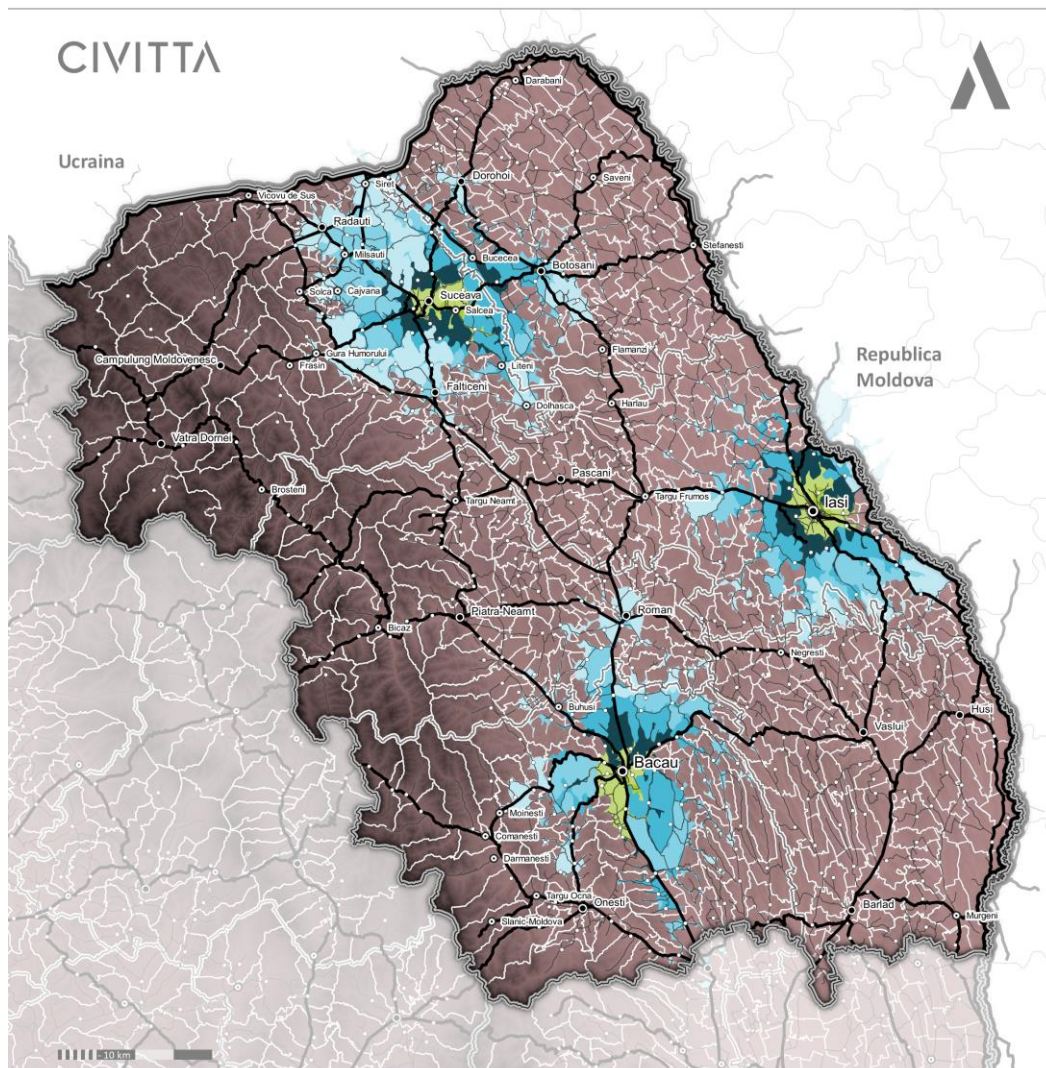 CIVITTA
Darabani
Ucraina
Siret
Dorohoi
Saveni
Vicovu de Sus
Radauti
Stefanesti
Milsauti
Bucecea
Botosani
Solca
Cajvana
Suceava
Salcea
Gura Humorului
Flamanzi
Republica
Moldova
Campulung Moldovenesc
Frasin
Liteni
Falticeni
Dolhasca
Harlau
Vatra Dornei
Pascani
Brosteni
Targu Neamt
Targu Frumos
Iasi
Piatra-Neamt
Roman
Bicaz
Negresti
Buhusi
Husi
Vaslui
Bacau
Moinesti
Comanesti
Darmanesti
Targu Ocna
Onesti
Barlad
Slanic-Moldova
Murgeni
10 km